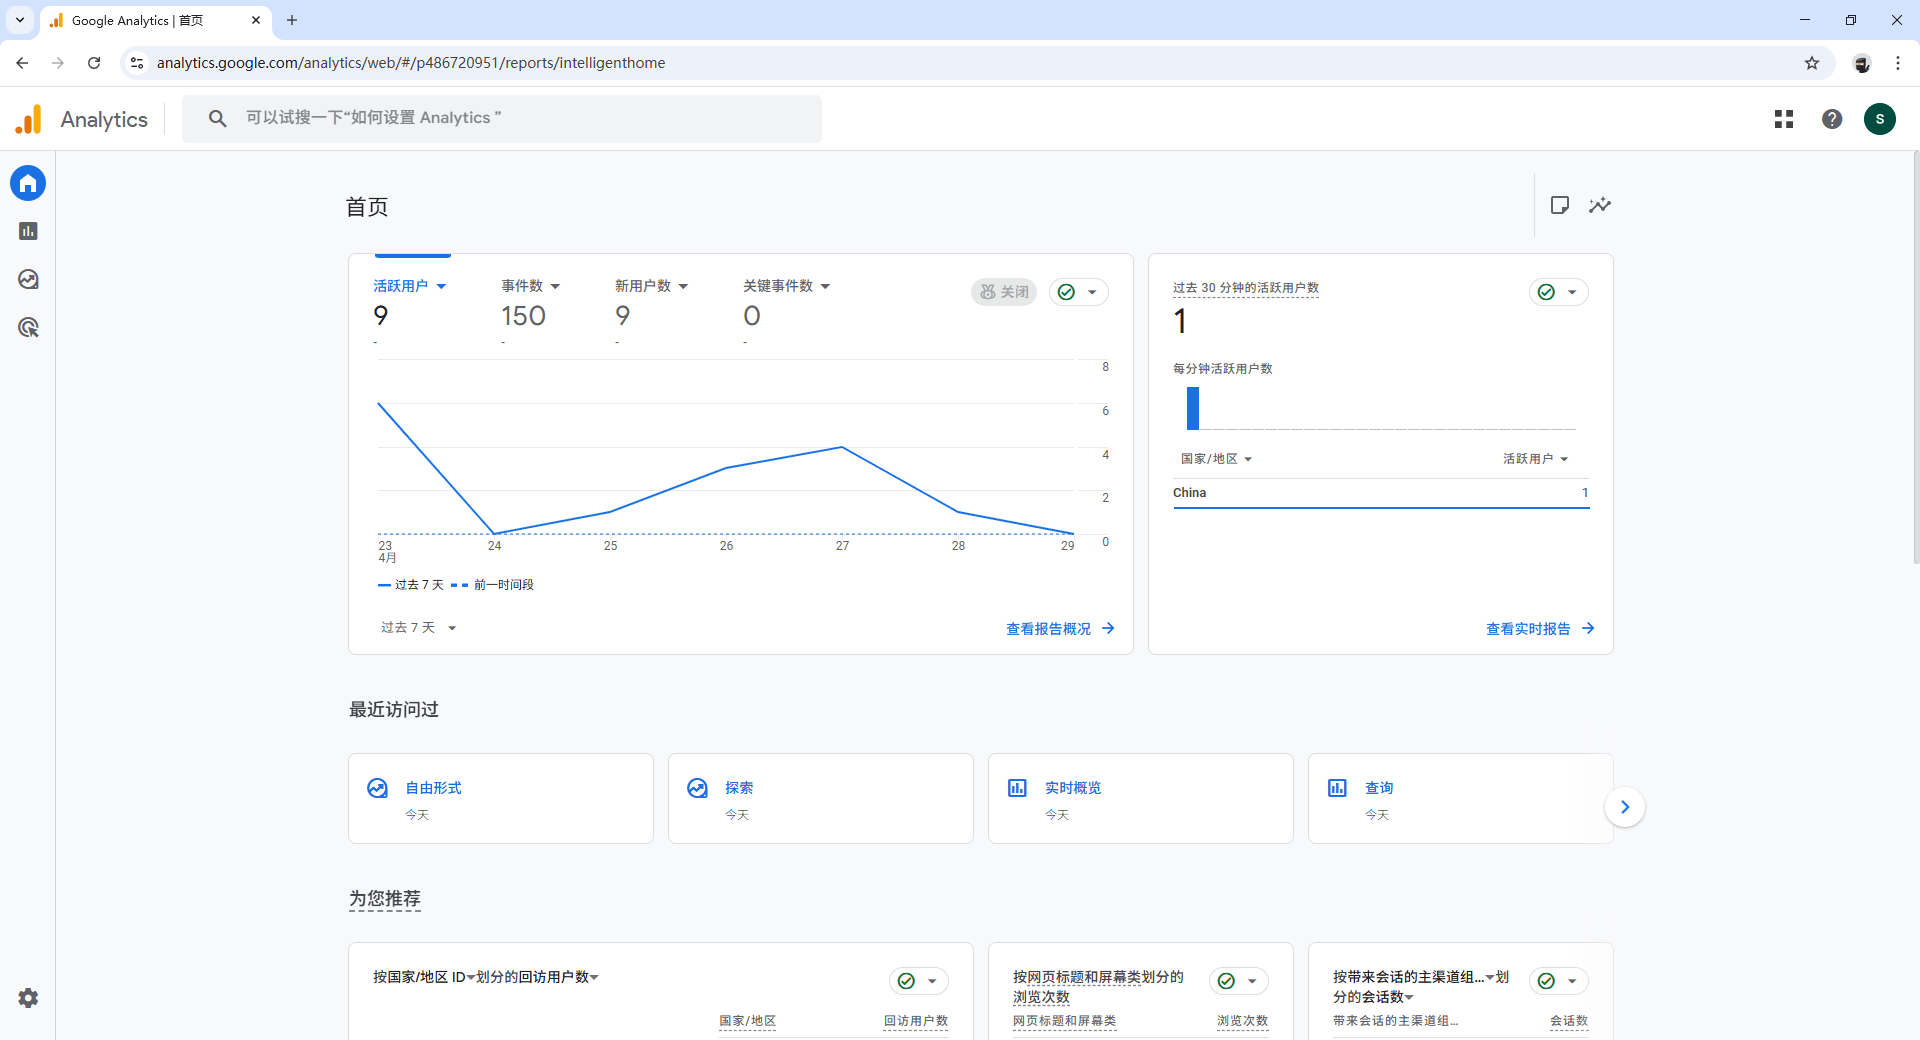 Google Analytics | 首页
analytics.google.com/analytics/web/#/p486720951/reports/intelligenthome
Analytics
可以试搜一下“如何设置 Analytics ”
S
首页
活跃用户
9
-
事件数
150
-
新用户数
9
-
关键事件数
0
-
关闭
8
6
4
2
0
23
4月
24
25
26
27
28
29
过去 7 天
前一时间段
过去 7 天
查看报告概况
过去 30 分钟的活跃用户数
1
每分钟活跃用户数
国家/地区
活跃用户
China
1
查看实时报告
最近访问过
自由形式
今天
探索
今天
实时概览
今天
查询
今天
为您推荐
按国家/地区 ID划分的回访用户数
国家/地区
回访用户数
按网页标题和屏幕类划分的
浏览次数
网页标题和屏幕类
浏览次数
按带来会话的主渠道组...划
分的会话数
带来会话的主渠道组...
会话数